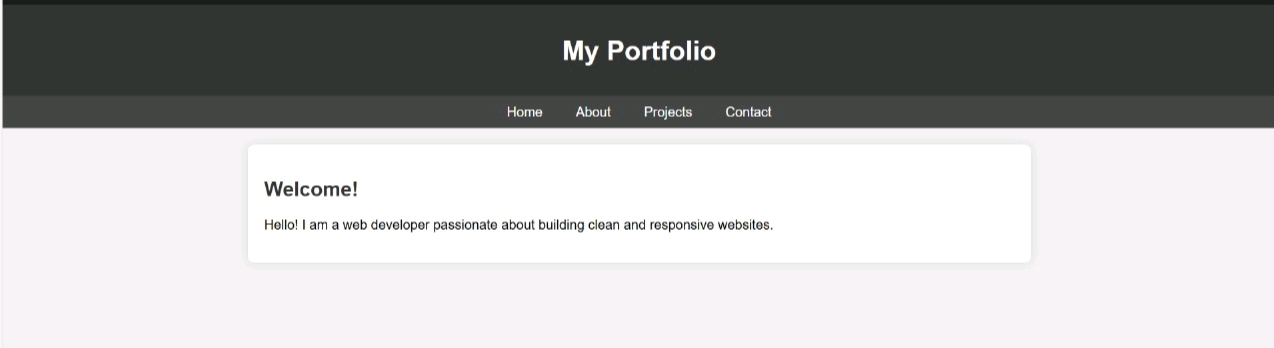 My Portfolio
Home About Projects Contact
Welcome!
Hello! I am a web developer passionate about building clean and responsive websites.